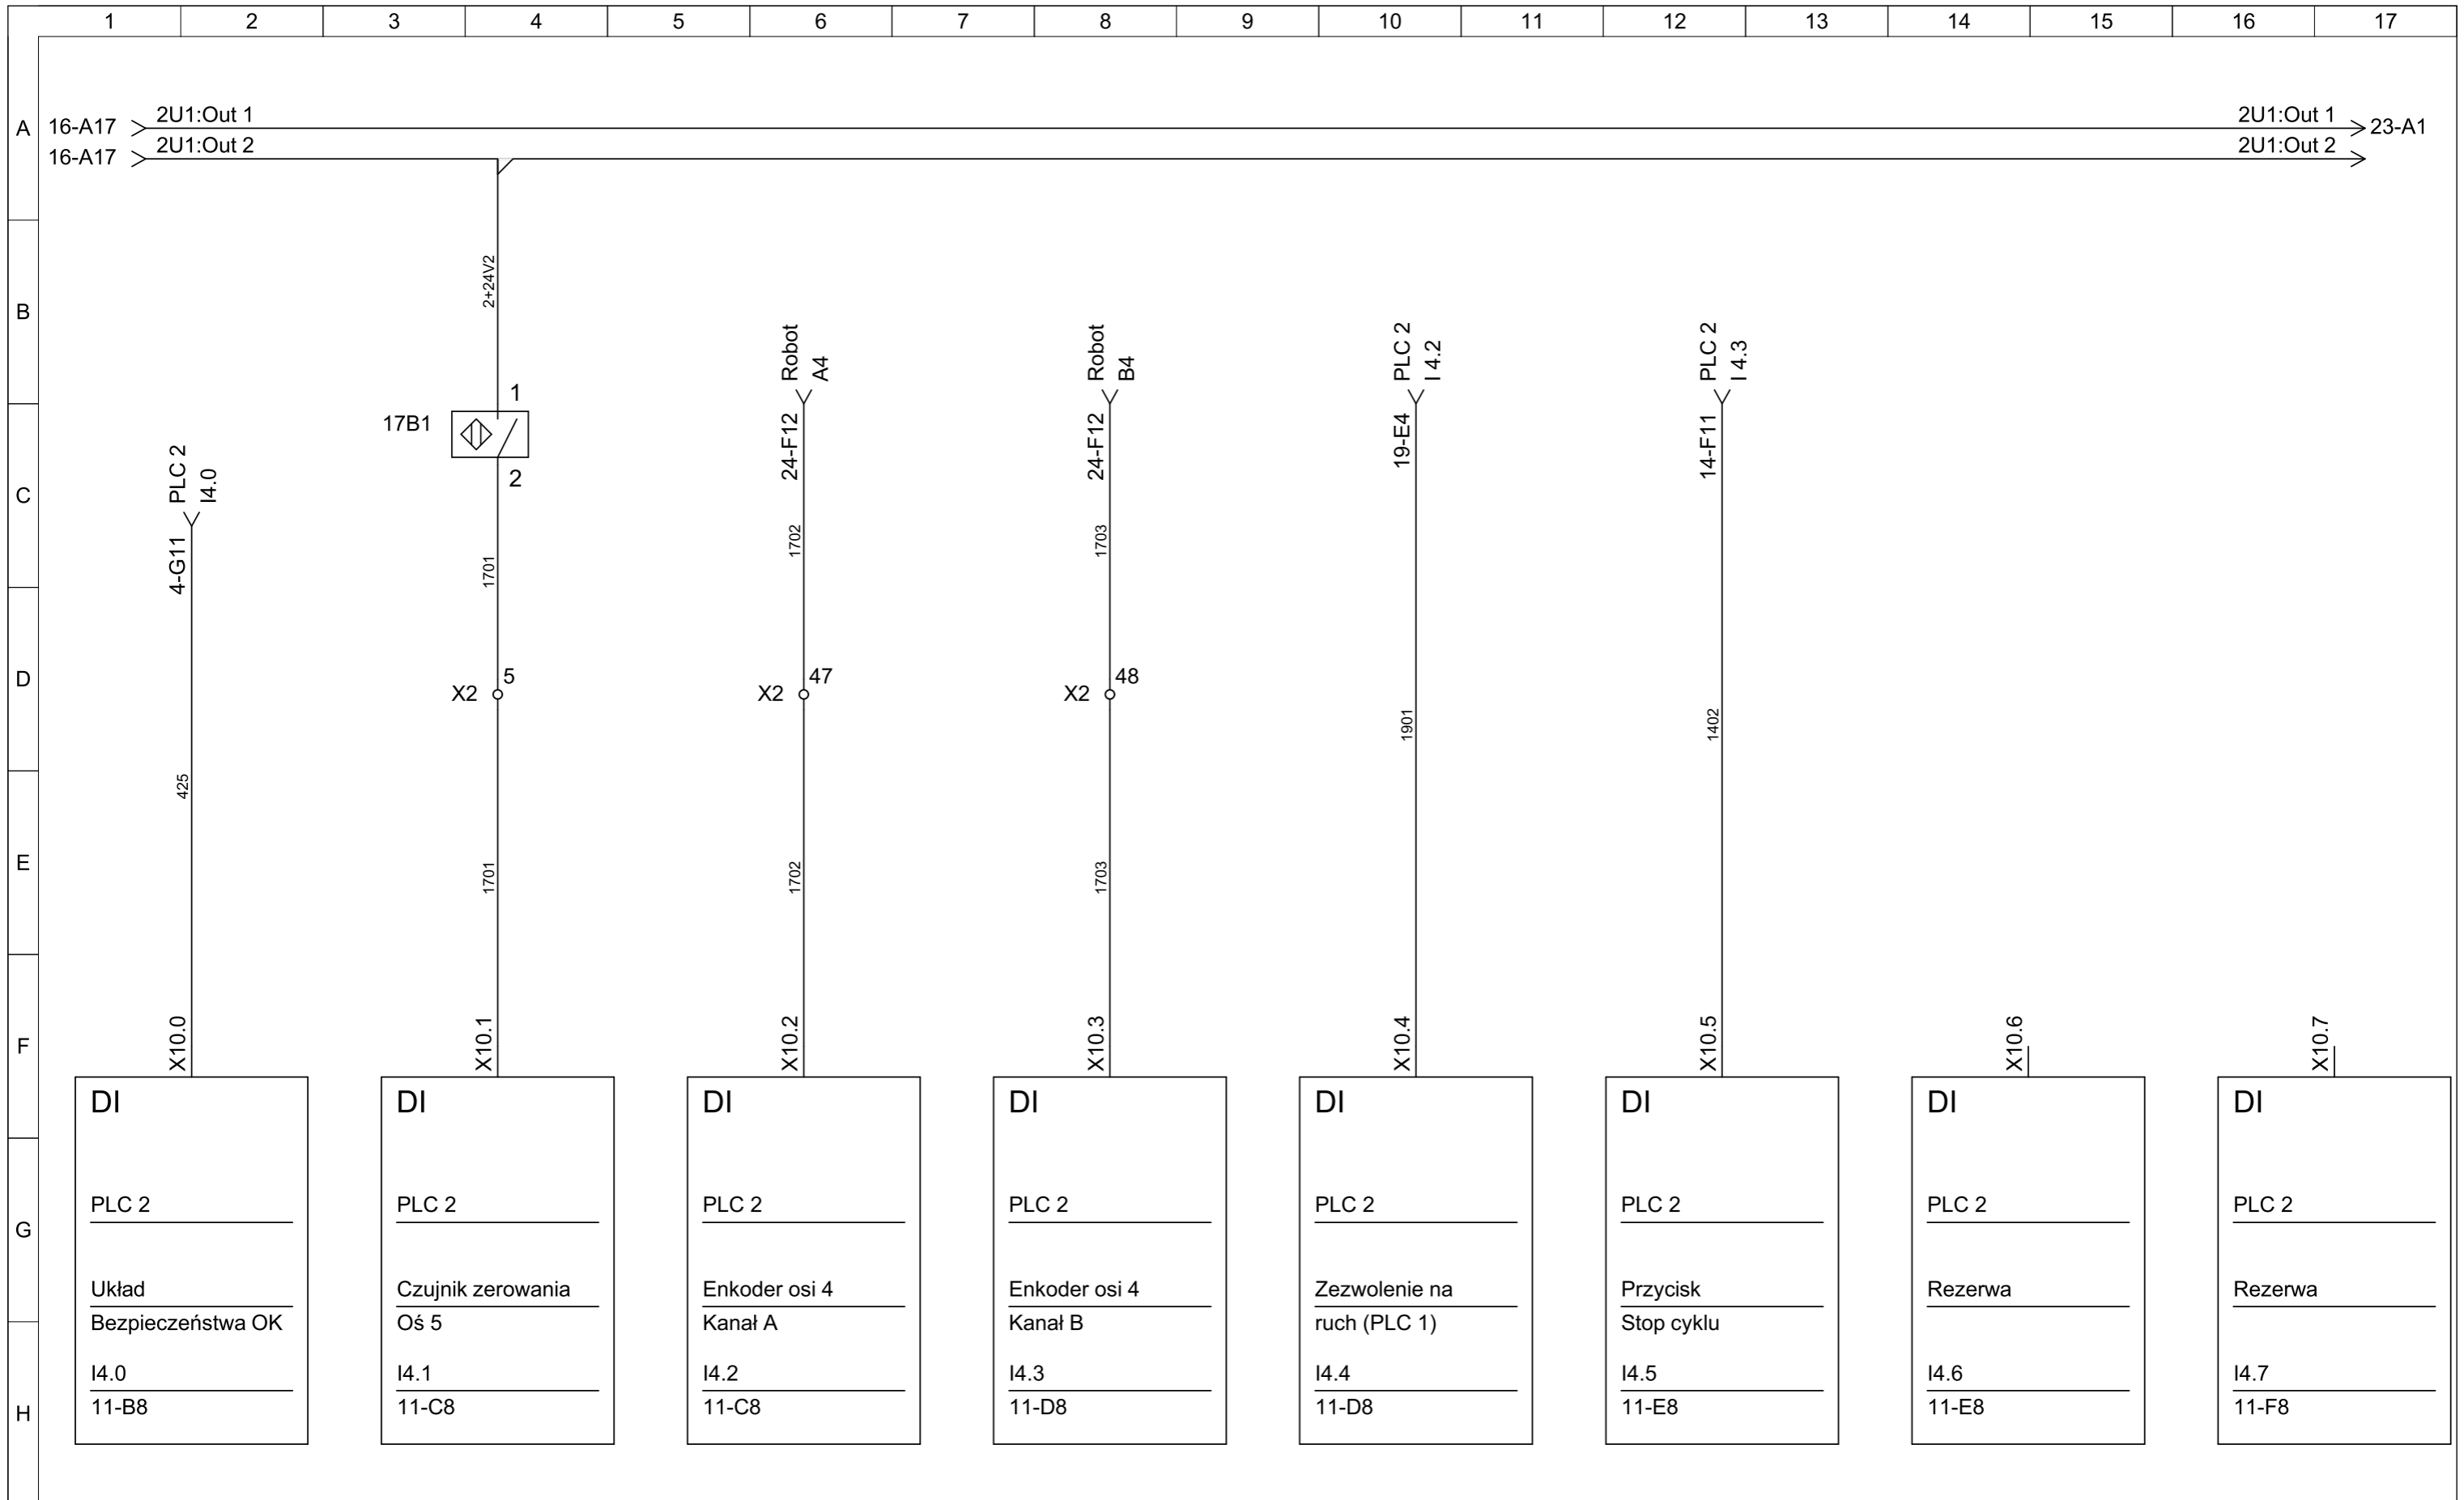 1 2 3 4 5 6 7 8 9 10 11 12 13 14 15 16 17
A
16-A17 2U1:Out 1 2U1:Out 1 23-A1
16-A17 2U1:Out 2 2U1:Out 2
B
2+24V2
Robot
A4
Robot
B4
PLC 2
I 4.2
PLC 2
I 4.3
C
PLC 2
I4.0
4-G11
17B1
1
2
24-F12
24-F12
19-E4
14-F11
1701
1702
1703
D
X2 5
X2 47
X2 48
1901
1402
E
425
1701
1702
1703
F
X10.0
X10.1
X10.2
X10.3
X10.4
X10.5
X10.6
X10.7
G
H
DI
PLC 2
Układ
Bezpieczeństwa OK
I4.0
11-B8
DI
PLC 2
Czujnik zerowania
Oś 5
I4.1
11-C8
DI
PLC 2
Enkoder osi 4
Kanał A
I4.2
11-C8
DI
PLC 2
Enkoder osi 4
Kanał B
I4.3
11-D8
DI
PLC 2
Zezwolenie na
ruch (PLC 1)
I4.4
11-D8
DI
PLC 2
Przycisk
Stop cyklu
I4.5
11-E8
DI
PLC 2
Rezerwa
I4.6
11-E8
DI
PLC 2
Rezerwa
I4.7
11-F8